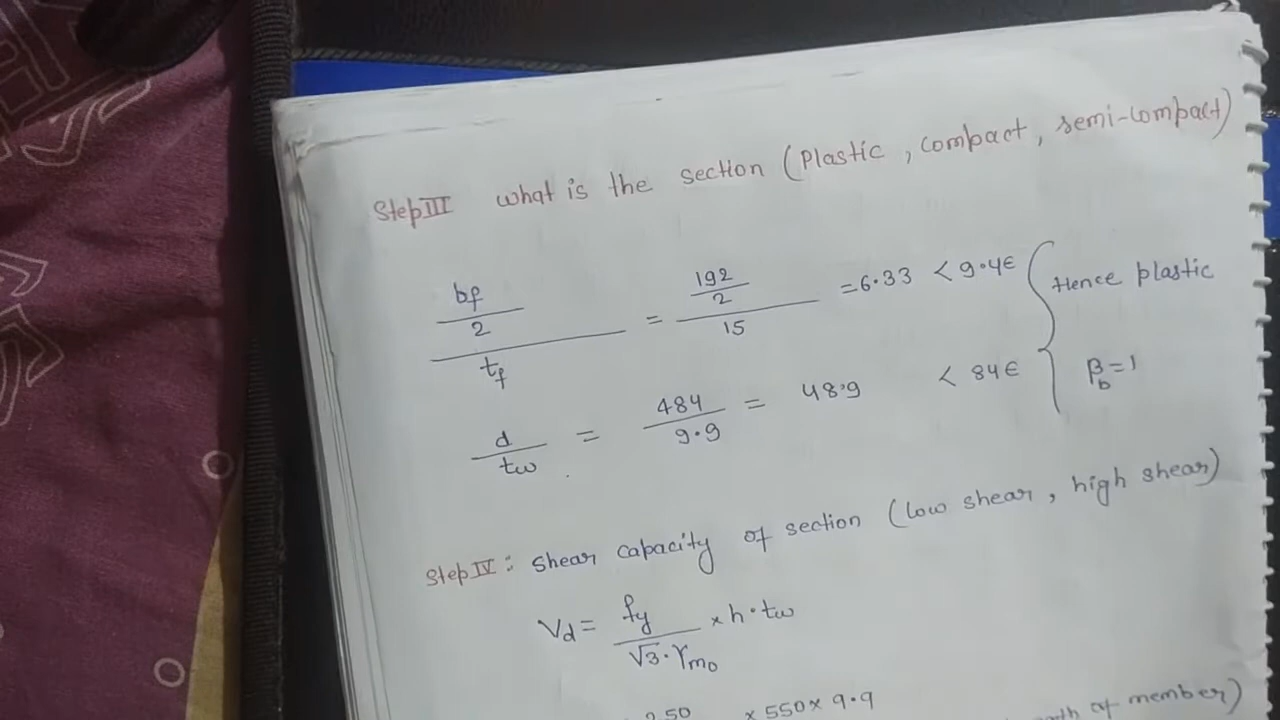 Step III what is the section (Plastic, compact, semi-compact)
bf/2 / tf = 192/2 / 15 = 6.33 < 9.4ϵ Hence plastic
d/tw = 484/9.9 = 48.9 < 84ϵ βb=1
Step IV: shear capacity of section (low shear, high shear)
Vd = fy/√3·γm0 × h·tw
250 × 550 × 9.9 of member)